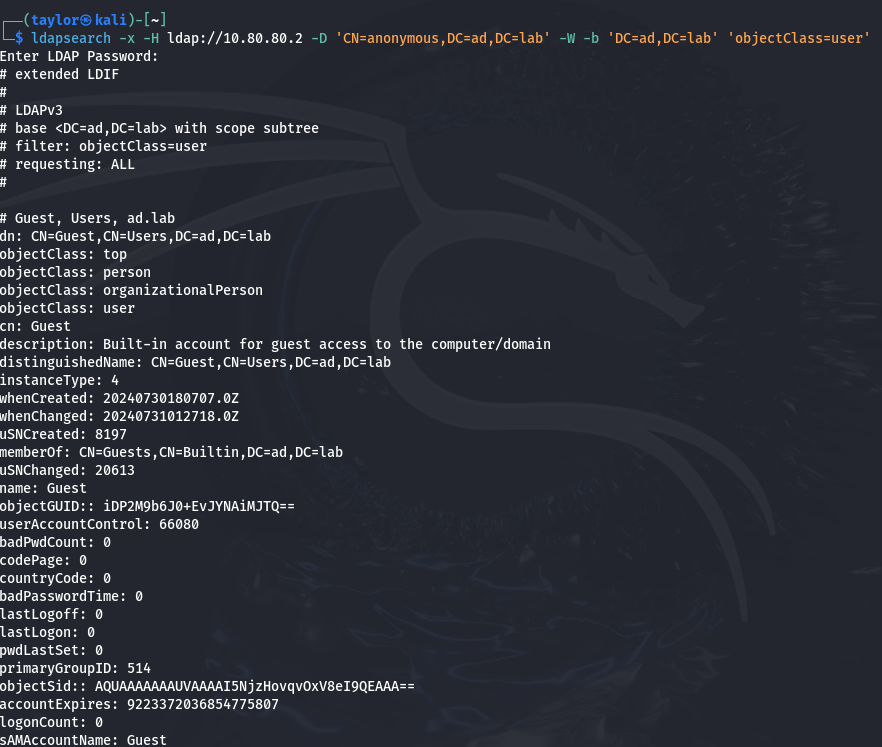 (taylor㉿kali)-[~]
$ ldapsearch -x -H ldap://10.80.80.2 -D 'CN=anonymous,DC=ad,DC=lab' -W -b 'DC=ad,DC=lab' 'objectClass=user'
Enter LDAP Password:
# extended LDIF
#
# LDAPv3
# base <DC=ad,DC=lab> with scope subtree
# filter: objectClass=user
# requesting: ALL
#
# Guest, Users, ad.lab
dn: CN=Guest,CN=Users,DC=ad,DC=lab
objectClass: top
objectClass: person
objectClass: organizationalPerson
objectClass: user
cn: Guest
description: Built-in account for guest access to the computer/domain
distinguishedName: CN=Guest,CN=Users,DC=ad,DC=lab
instanceType: 4
whenCreated: 20240730180707.0Z
whenChanged: 20240731012718.0Z
uSNCreated: 8197
memberOf: CN=Guests,CN=Builtin,DC=ad,DC=lab
uSNChanged: 20613
name: Guest
objectGUID:: iDP2M9b6J0+EvJYNAiMJTQ==
userAccountControl: 66080
badPwdCount: 0
codePage: 0
countryCode: 0
badPasswordTime: 0
lastLogoff: 0
lastLogon: 0
pwdLastSet: 0
primaryGroupID: 514
objectSid:: AQUAAAAAAAUVAAAAI5NjzHovqvOxV8eI9QEAAA==
accountExpires: 9223372036854775807
logonCount: 0
sAMAccountName: Guest